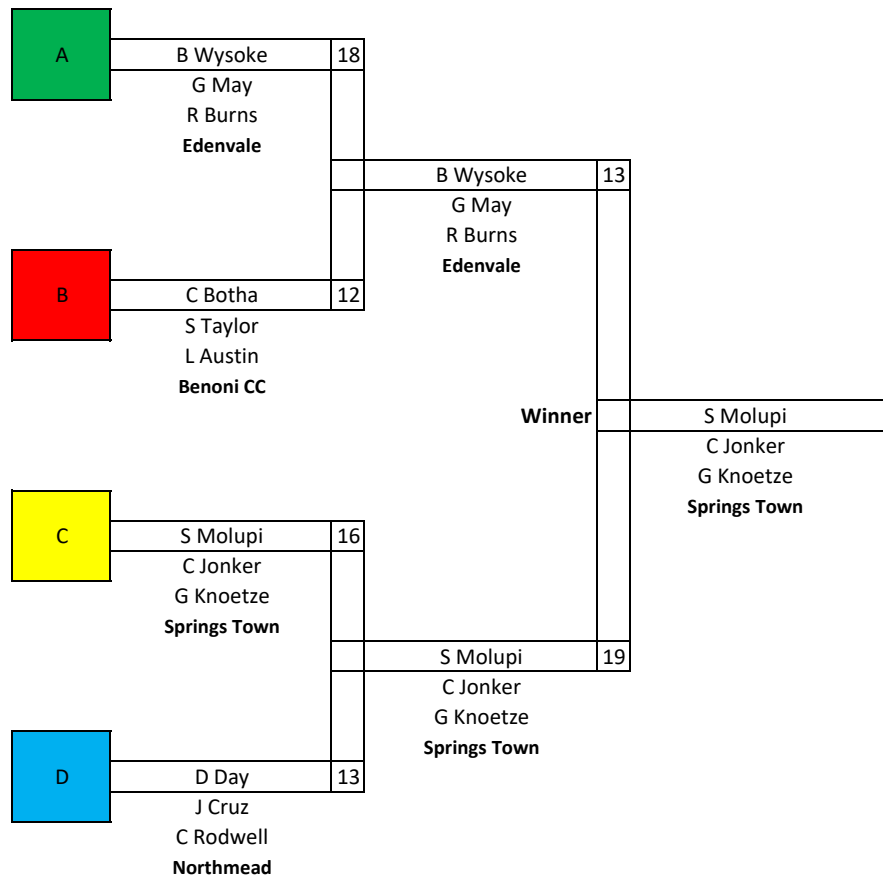 A
B Wysoke 18
G May
R Burns
Edenvale
B Wysoke 13
G May
R Burns
Edenvale
B
C Botha 12
S Taylor
L Austin
Benoni CC
Winner
S Molupi
C Jonker
G Knoetze
Springs Town
C
S Molupi 16
C Jonker
G Knoetze
Springs Town
S Molupi 19
C Jonker
G Knoetze
Springs Town
D
D Day 13
J Cruz
C Rodwell
Northmead